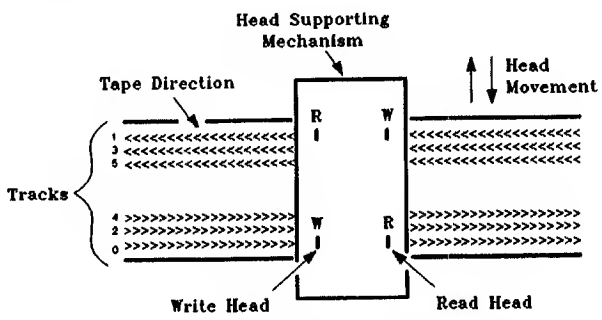 Head Supporting
Mechanism
Head
Movement
Tape Direction
R W
1 <<<<<<<<<<<<<<<<<<<<<< <<<<<<<<<<<<<<<<<<<<<<
3 <<<<<<<<<<<<<<<<<<<<<< <<<<<<<<<<<<<<<<<<<<<<
5 <<<<<<<<<<<<<<<<<<<<<< <<<<<<<<<<<<<<<<<<<<<<
Tracks
4 >>>>>>>>>>>>>>>>>>>>>> >>>>>>>>>>>>>>>>>>>>>>
2 >>>>>>>>>>>>>>>>>>>>>> >>>>>>>>>>>>>>>>>>>>>>
0 >>>>>>>>>>>>>>>>>>>>>> >>>>>>>>>>>>>>>>>>>>>>
W R
Write Head
Read Head